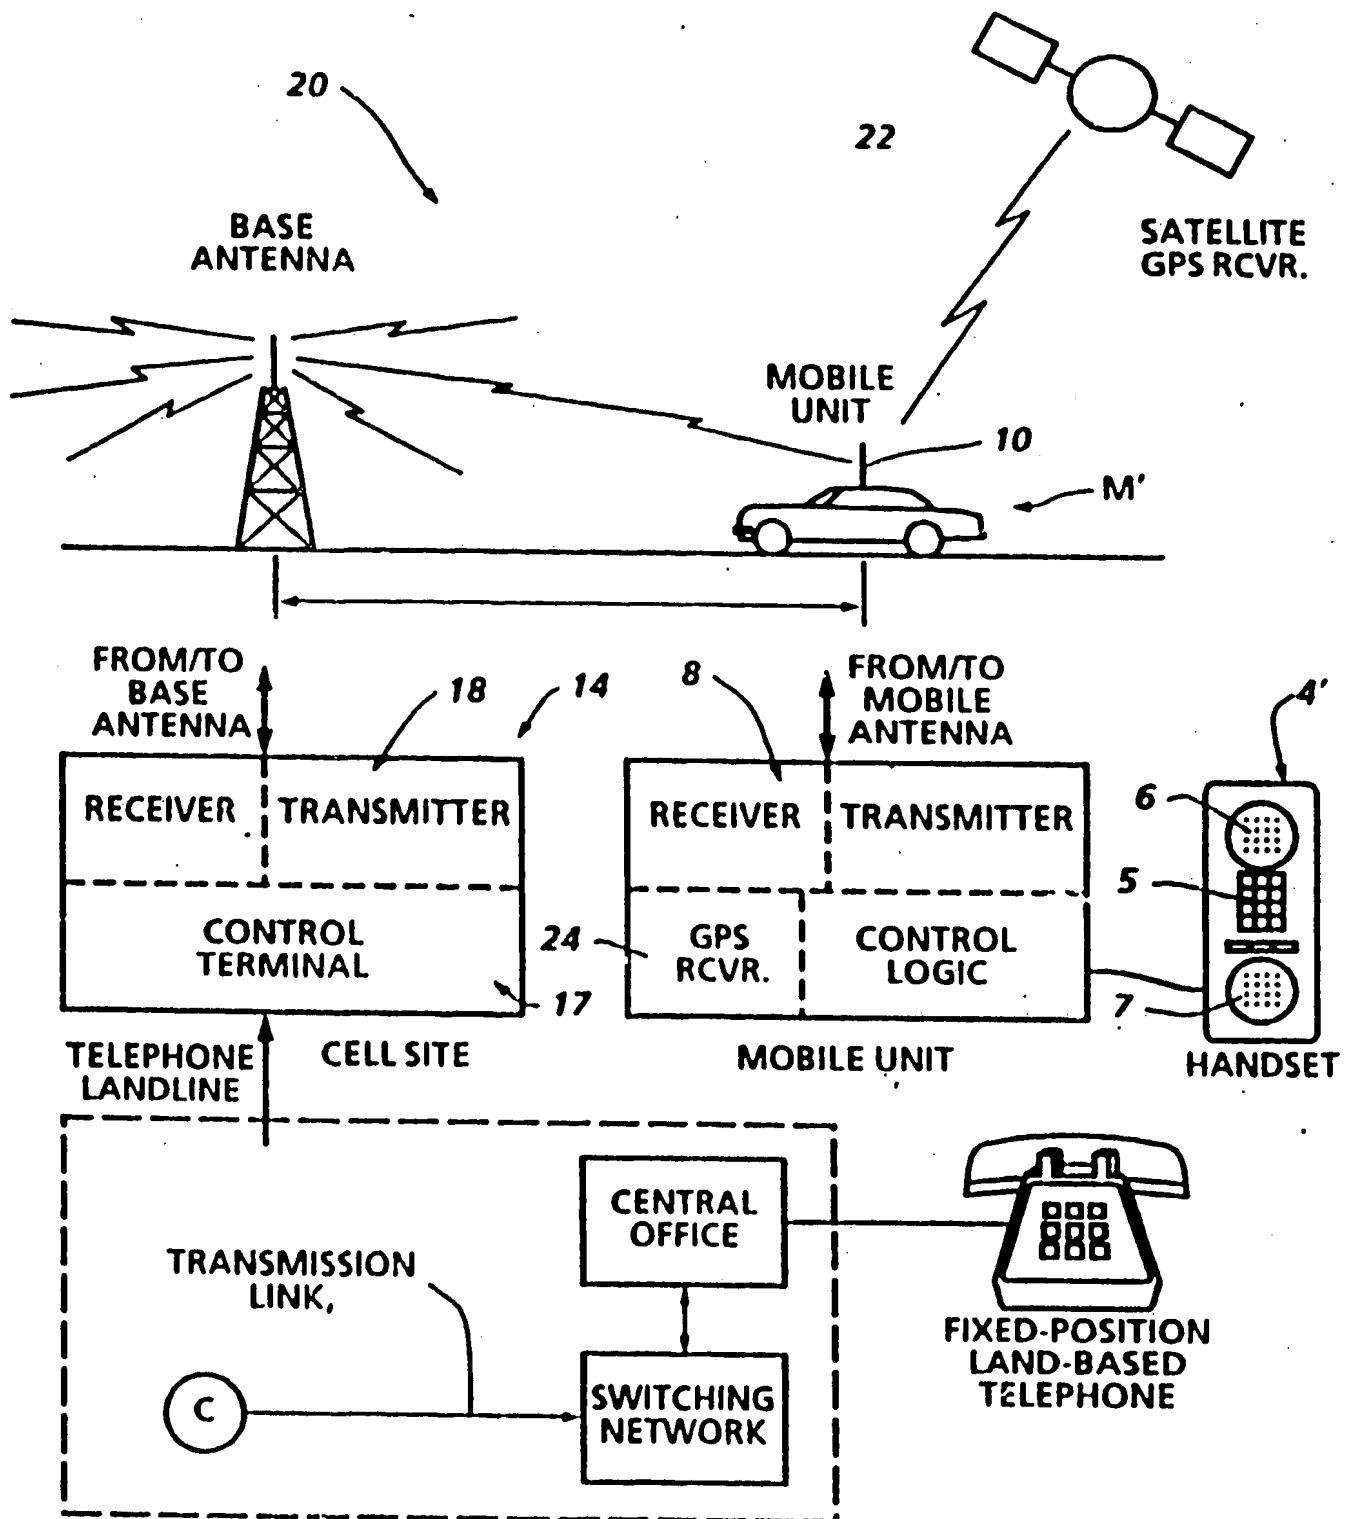 20
22
BASE
ANTENNA
SATELLITE
GPS RCVR.
MOBILE
UNIT
10
M'
FROM/TO
BASE
ANTENNA
18
14
8
FROM/TO
MOBILE
ANTENNA
4'
RECEIVER
TRANSMITTER
RECEIVER
TRANSMITTER
6
5
CONTROL
TERMINAL
24
GPS
RCVR.
CONTROL
LOGIC
17
7
TELEPHONE
LANDLINE
CELL SITE
MOBILE UNIT
HANDSET
CENTRAL
OFFICE
TRANSMISSION
LINK,
FIXED-POSITION
LAND-BASED
TELEPHONE
C
SWITCHING
NETWORK